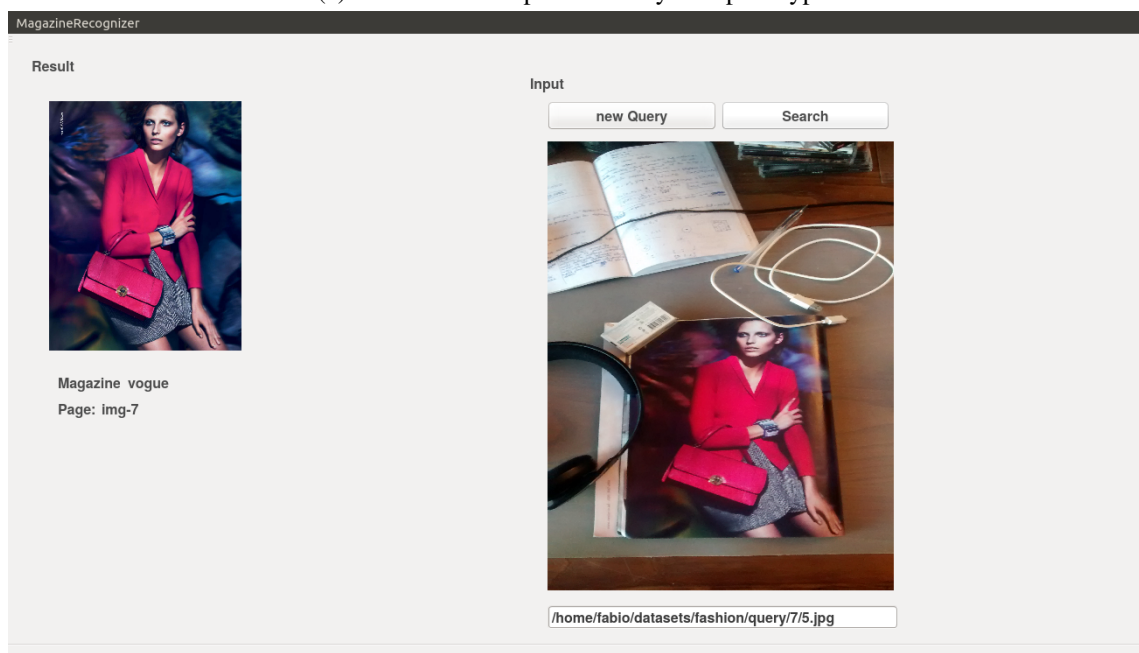 MagazineRecognizer
Result
Input
new Query
Search
Magazine vogue
Page: img-7
/home/fabio/datasets/fashion/query/7/5.jpg